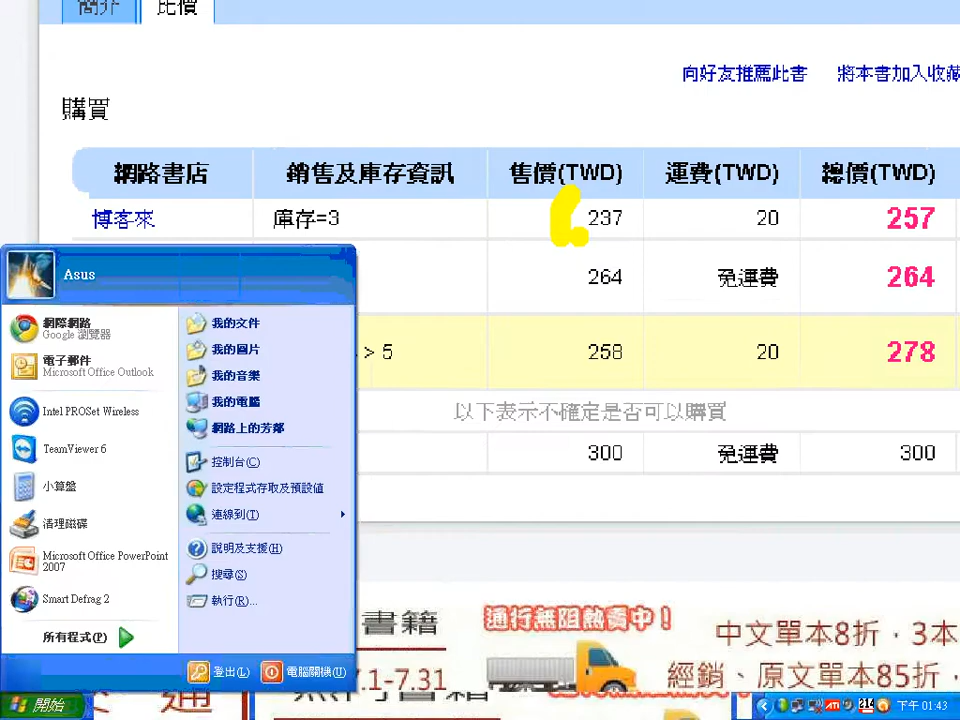 簡介 比價
向好友推薦此書 將本書加入收藏
購買
網路書店 銷售及庫存資訊 售價(TWD) 運費(TWD) 總價(TWD)
博客來 庫存=3 237 20 257
264 免運費 264
> 5 258 20 278
以下表示不確定是否可以購買
300 免運費 300
Asus
網際網路
Google 瀏覽器
電子郵件
Microsoft Office Outlook
Intel PROSet Wireless
TeamViewer 6
小算盤
清理磁碟
Microsoft Office PowerPoint
2007
Smart Defrag 2
所有程式(P)
我的文件
我的圖片
我的音樂
我的電腦
網路上的芳鄰
控制台(C)
設定程式存取及預設值
連線到(T)
說明及支援(H)
搜尋(S)
執行(R)...
登出(L) 電腦關機(U)
書籍
7.1-7.31
通行無阻熱賣中！
中文單本8折，3本
經銷、原文單本85折，
開始
214
下午 01:43